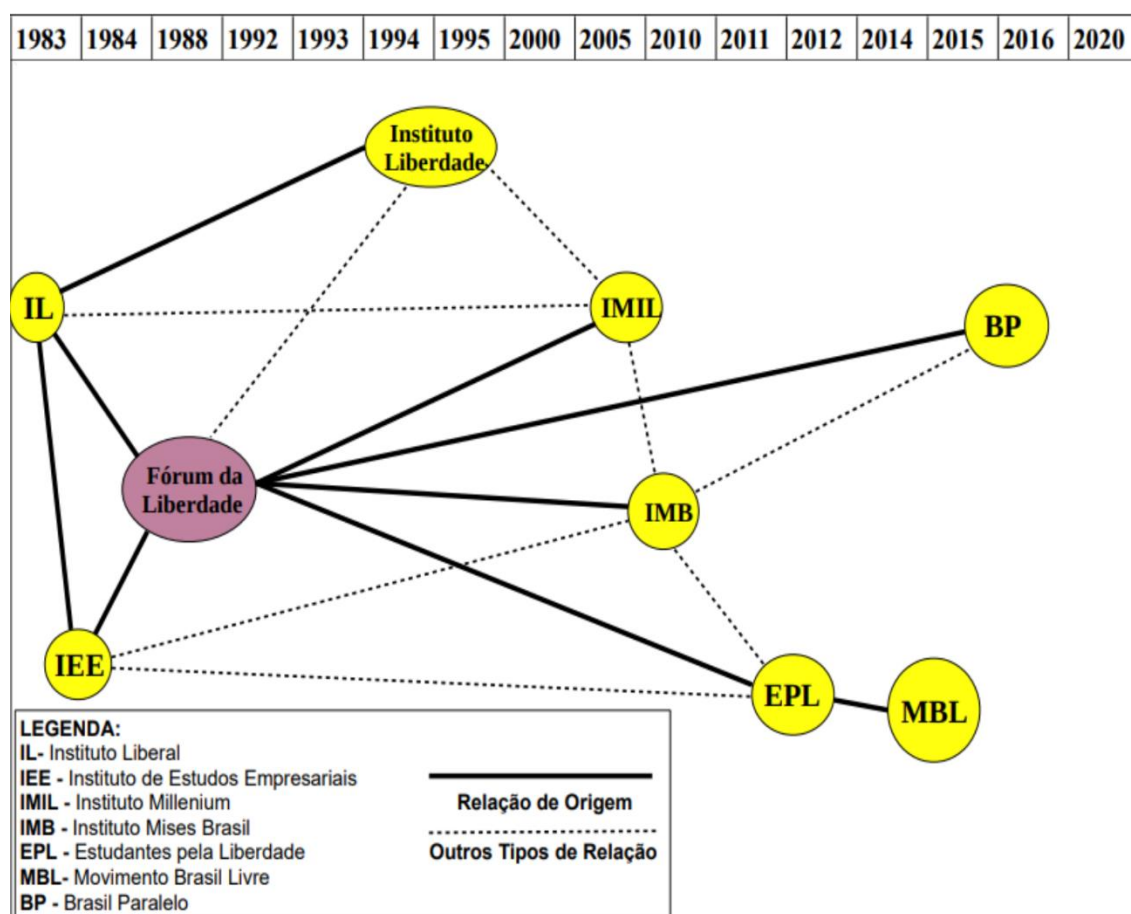 1983 1984 1988 1992 1993 1994 1995 2000 2005 2010 2011 2012 2014 2015 2016 2020
Instituto
Liberdade
IL
IMIL
BP
Fórum da
Liberdade
IMB
IEE
EPL
MBL
LEGENDA:
IL- Instituto Liberal
IEE - Instituto de Estudos Empresariais
IMIL - Instituto Millenium
IMB - Instituto Mises Brasil
EPL - Estudantes pela Liberdade
MBL- Movimento Brasil Livre
BP - Brasil Paralelo
Relação de Origem
Outros Tipos de Relação